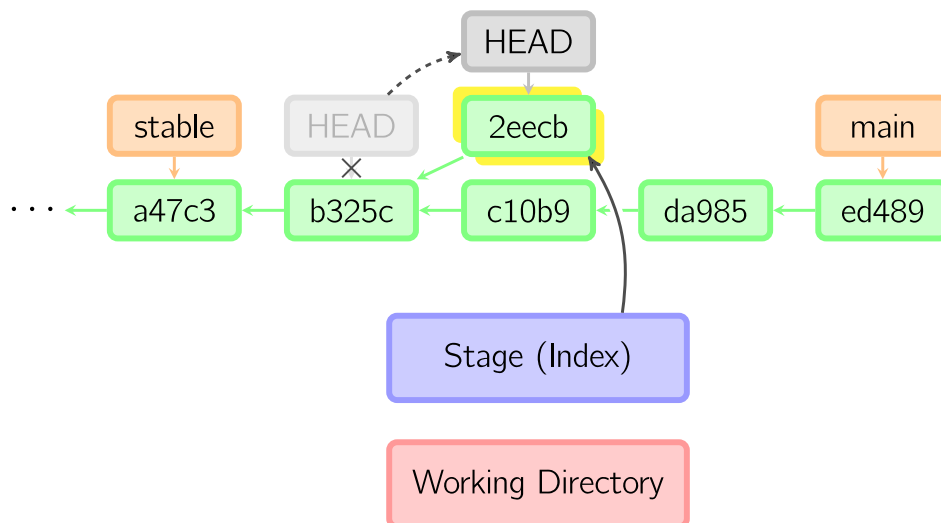 HEAD
stable
HEAD
2eecb
main
...
a47c3
b325c
c10b9
da985
ed489
Stage (Index)
Working Directory